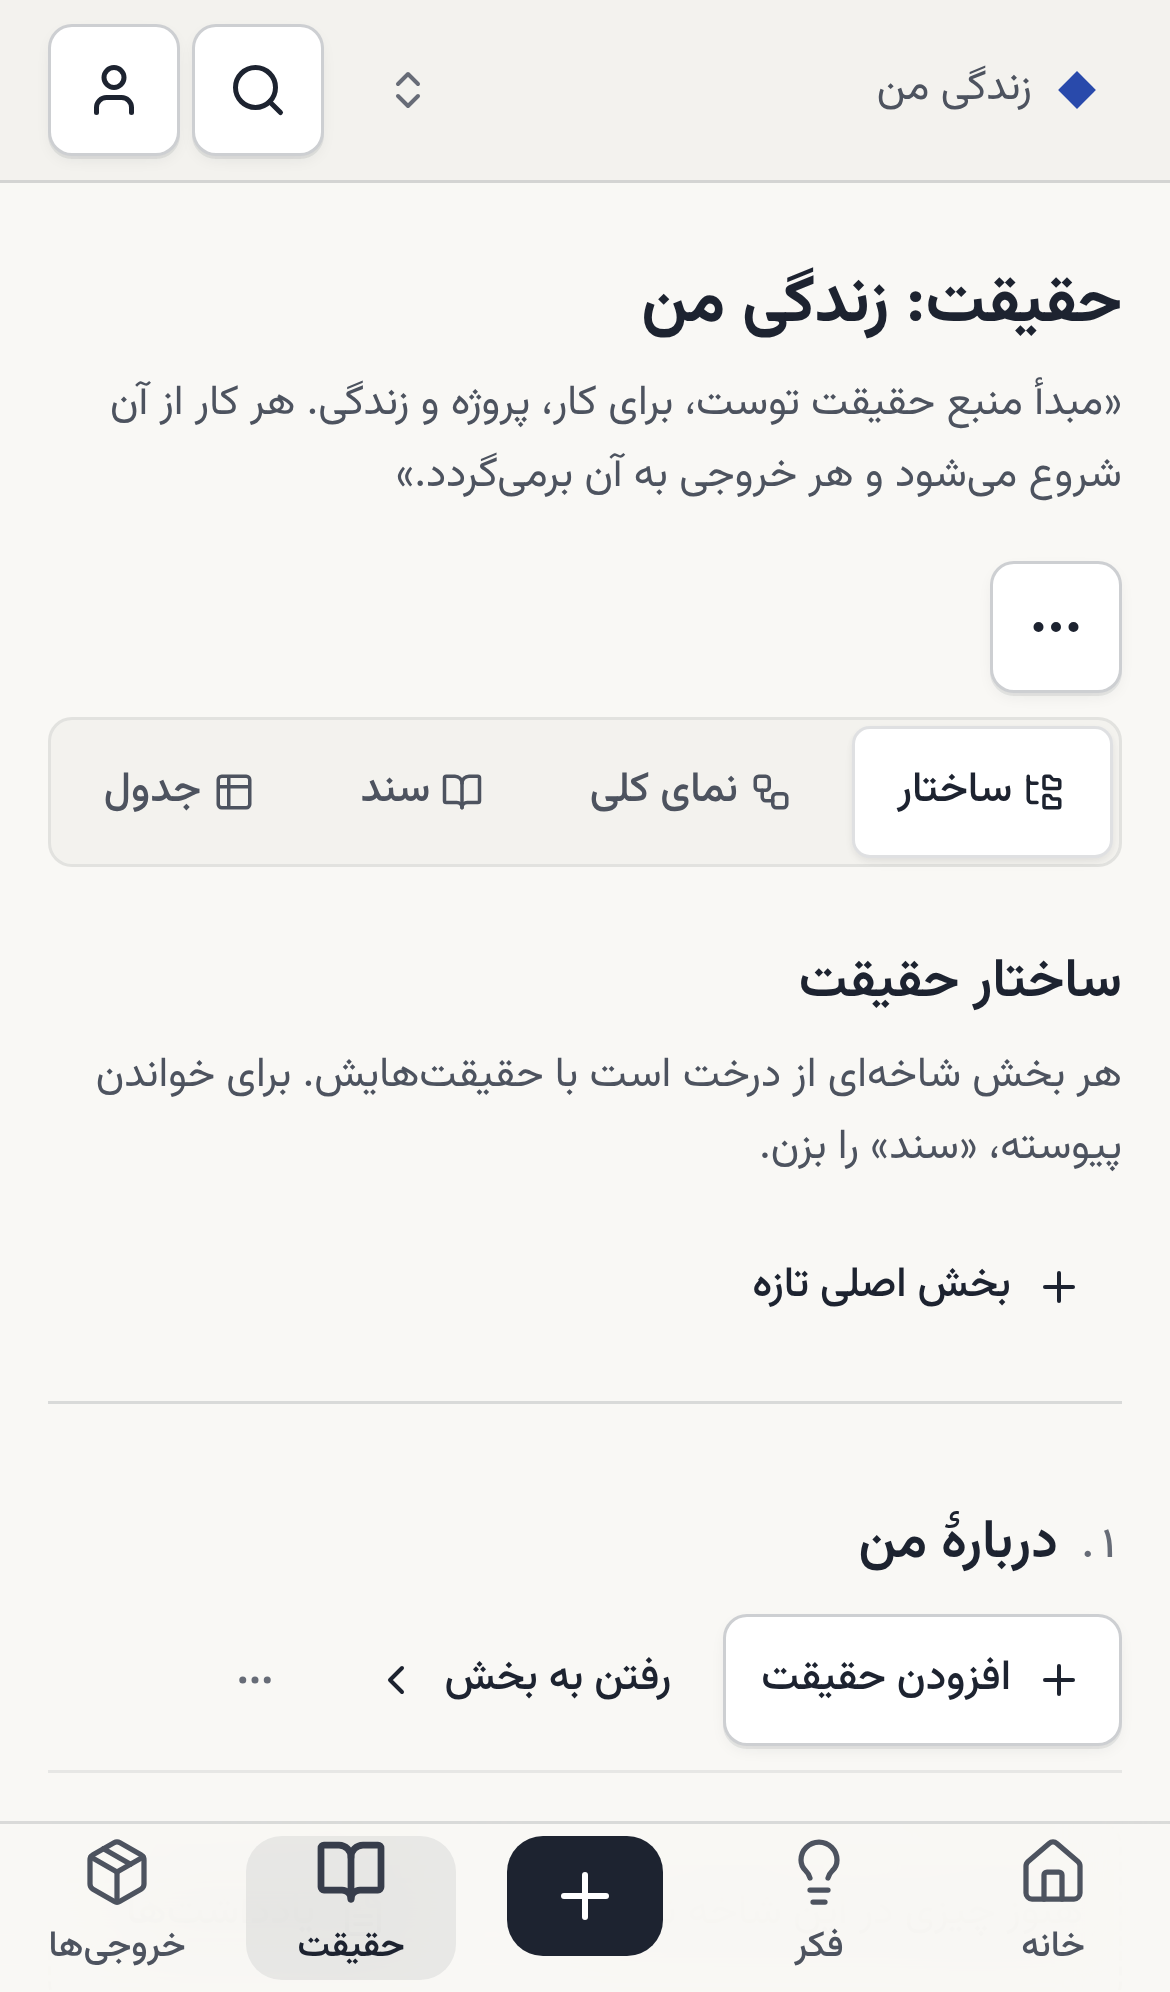 زندگی من
حقیقت: زندگی من
«مبدأ منبع حقیقت توست، برای کار، پروژه و زندگی. هر کار از آن
شروع می‌شود و هر خروجی به آن برمی‌گردد.»
ساختار
نمای کلی
سند
جدول
ساختار حقیقت
هر بخش شاخه‌ای از درخت است با حقیقت‌هایش. برای خواندن
پیوسته، «سند» را بزن.
بخش اصلی تازه
۱. دربارهٔ من
افزودن حقیقت
رفتن به بخش
خانه
فکر
حقیقت
خروجی‌ها